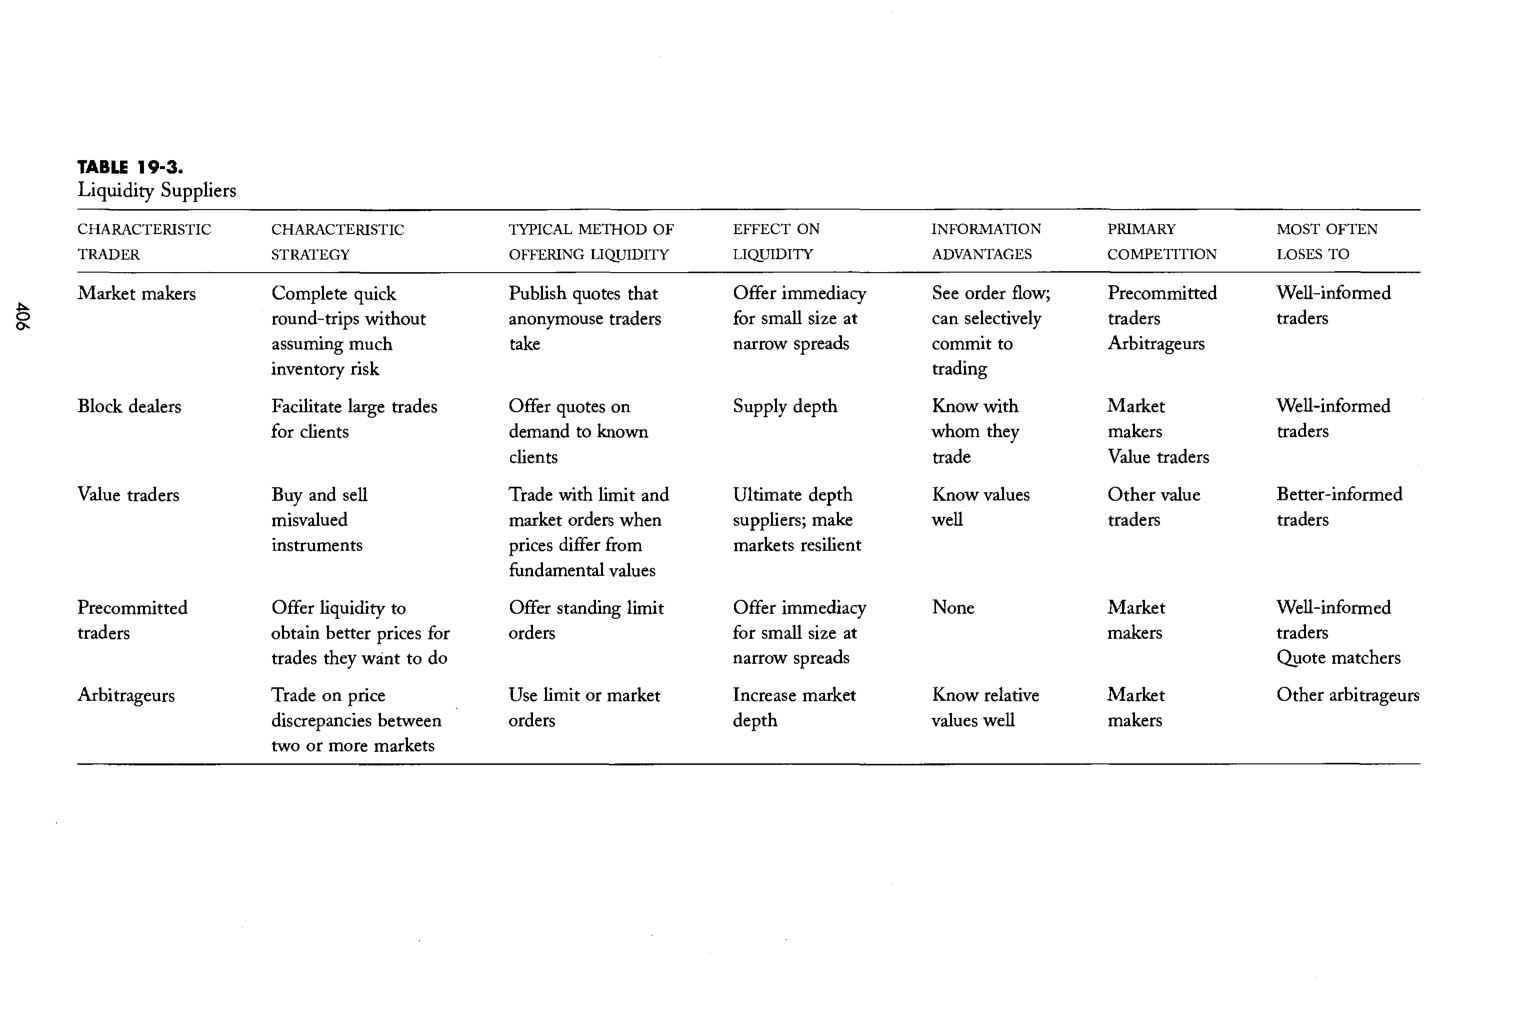 TABLE 19-3.
Liquidity Suppliers
CHARACTERISTIC TRADER
CHARACTERISTIC STRATEGY
TYPICAL METHOD OF OFFERING LIQUIDITY
EFFECT ON LIQUIDITY
INFORMATION ADVANTAGES
PRIMARY COMPETITION
MOST OFTEN LOSES TO
Market makers
Complete quick
round-trips without
assuming much
inventory risk
Publish quotes that
anonymouse traders
take
Offer immediacy
for small size at
narrow spreads
See order flow;
can selectively
commit to
trading
Precommitted
traders
Arbitrageurs
Well-informed
traders
Block dealers
Facilitate large trades
for clients
Offer quotes on
demand to known
clients
Supply depth
Know with
whom they
trade
Market
makers
Value traders
Well-informed
traders
Value traders
Buy and sell
misvalued
instruments
Trade with limit and
market orders when
prices differ from
fundamental values
Ultimate depth
suppliers; make
markets resilient
Know values
well
Other value
traders
Better-informed
traders
Precommitted
traders
Offer liquidity to
obtain better prices for
trades they want to do
Offer standing limit
orders
Offer immediacy
for small size at
narrow spreads
None
Market
makers
Well-informed
traders
Quote matchers
Arbitrageurs
Trade on price
discrepancies between
two or more markets
Use limit or market
orders
Increase market
depth
Know relative
values well
Market
makers
Other arbitrageurs
406